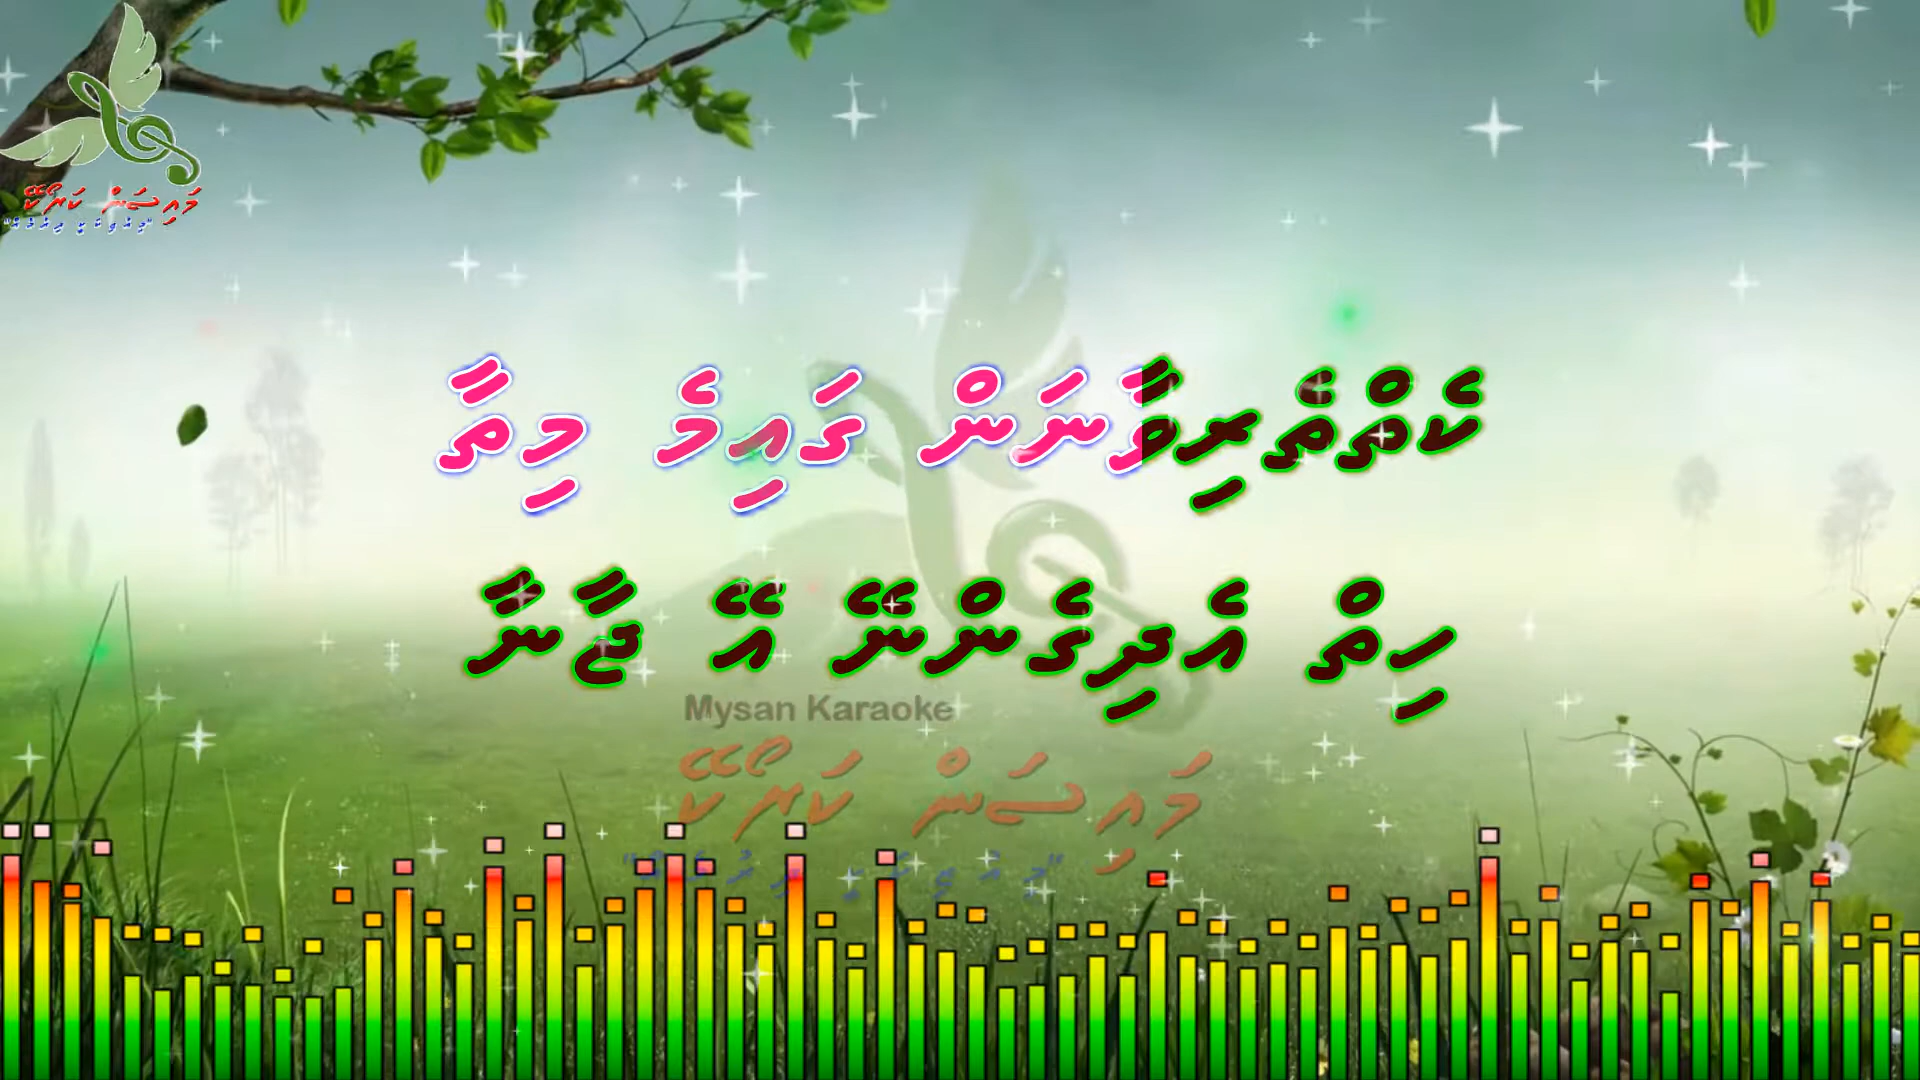 މައިސަން ކަރޯކޭ
ކެތްތެރިވާނަން ގައިމެ މިތާ
ހިތް އެދިގެންނޭ އޭ ޖާނާ
Mysan Karaoke
މައިސަން ކަރޯކޭ